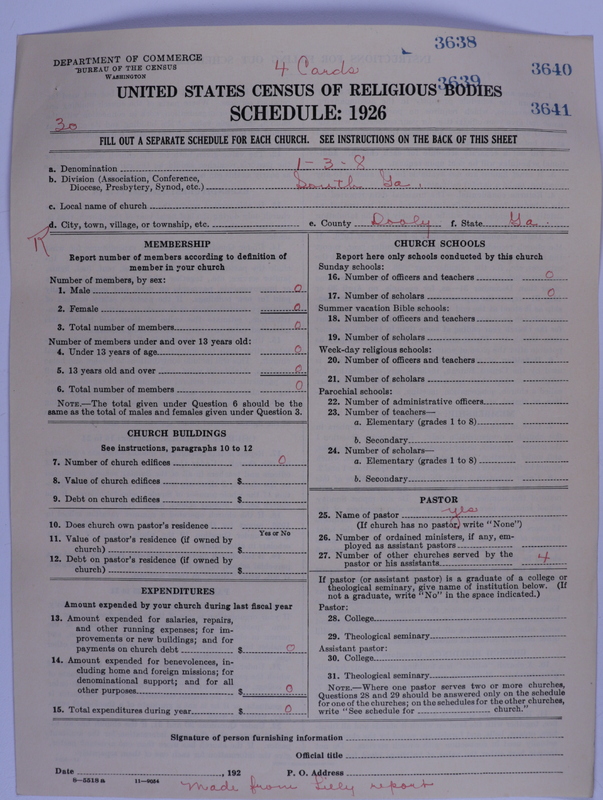 3638
DEPARTMENT OF COMMERCE
BUREAU OF THE CENSUS
WASHINGTON
4 Cards
3639
3640
UNITED STATES CENSUS OF RELIGIOUS BODIES
SCHEDULE: 1926
3641
30
FILL OUT A SEPARATE SCHEDULE FOR EACH CHURCH. SEE INSTRUCTIONS ON THE BACK OF THIS SHEET
a. Denomination 1-3-8
b. Division (Association, Conference,
Diocese, Presbytery, Synod, etc.) South Ga.
c. Local name of church
d. City, town, village, or township, etc. e. County Dooly f. State Ga.
R
MEMBERSHIP
Report number of members according to definition of
member in your church
Number of members, by sex:
1. Male 0
2. Female 0
3. Total number of members 0
Number of members under and over 13 years old:
4. Under 13 years of age 0
5. 13 years old and over 0
6. Total number of members 0
NOTE.—The total given under Question 6 should be the
same as the total of males and females given under Question 3.
CHURCH BUILDINGS
See instructions, paragraphs 10 to 12
7. Number of church edifices 0
8. Value of church edifices $
9. Debt on church edifices $
10. Does church own pastor's residence
Yes or No
11. Value of pastor's residence (if owned by
church) $
12. Debt on pastor's residence (if owned by
church) $
EXPENDITURES
Amount expended by your church during last fiscal year
13. Amount expended for salaries, repairs,
and other running expenses; for im-
provements or new buildings; and for
payments on church debt $ 0
14. Amount expended for benevolences, in-
cluding home and foreign missions; for
denominational support; and for all
other purposes $ 0
15. Total expenditures during year $ 0
CHURCH SCHOOLS
Report here only schools conducted by this church
Sunday schools:
16. Number of officers and teachers 0
17. Number of scholars 0
Summer vacation Bible schools:
18. Number of officers and teachers
19. Number of scholars
Week-day religious schools:
20. Number of officers and teachers
21. Number of scholars
Parochial schools:
22. Number of administrative officers
23. Number of teachers—
a. Elementary (grades 1 to 8)
b. Secondary
24. Number of scholars—
a. Elementary (grades 1 to 8)
b. Secondary
PASTOR
25. Name of pastor yes
(If church has no pastor, write "None")
26. Number of ordained ministers, if any, em-
ployed as assistant pastors
27. Number of other churches served by the
pastor or his assistants 4
If pastor (or assistant pastor) is a graduate of a college or
theological seminary, give name of institution below. (If
not a graduate, write "No" in the space indicated.)
Pastor:
28. College
29. Theological seminary
Assistant pastor:
30. College
31. Theological seminary
NOTE.—Where one pastor serves two or more churches,
Questions 28 and 29 should be answered only on the schedule
for one of the churches; on the schedules for the other churches,
write "See schedule for church."
Signature of person furnishing information
Official title
Date , 192 P. O. Address
8-5518a 11-9054
Made from Lilly report